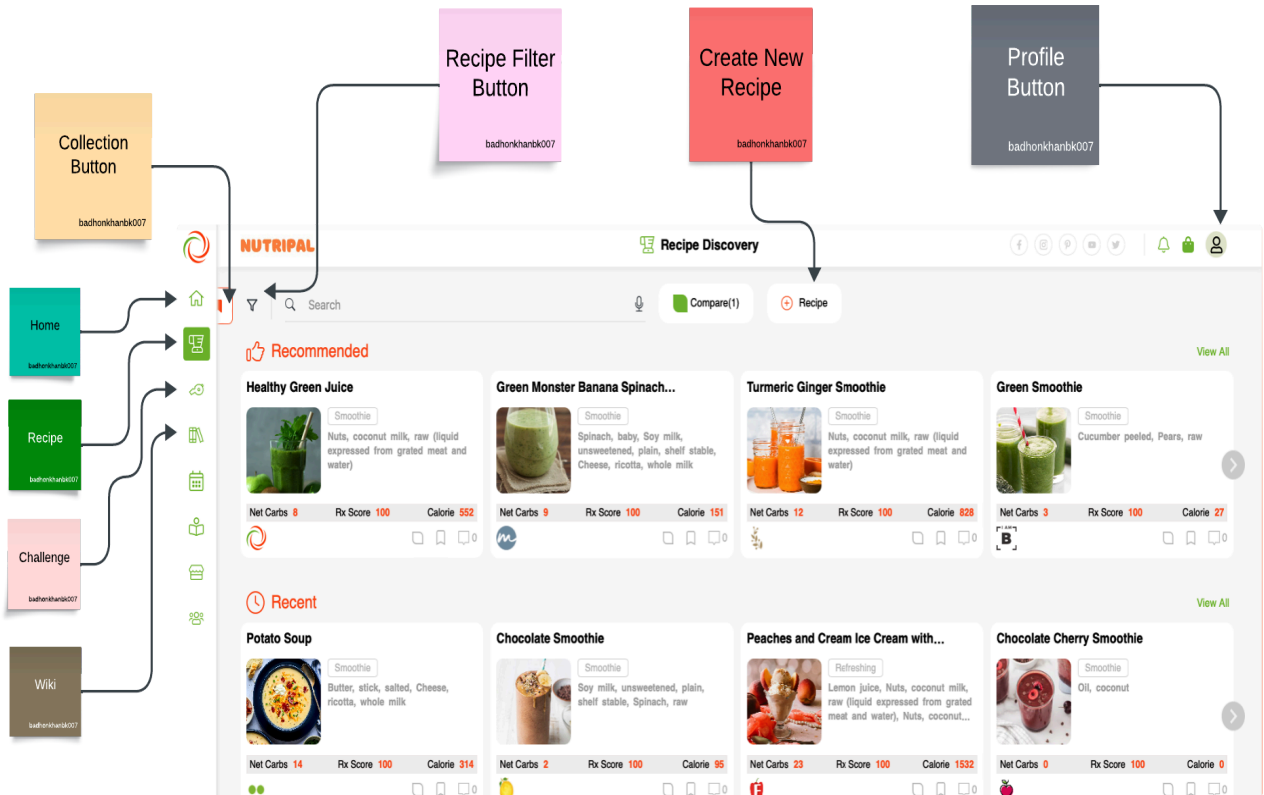 Recipe Filter
Button
badhonkhanbk007
Create New
Recipe
badhonkhanbk007
Profile
Button
badhonkhanbk007
Collection
Button
badhonkhanbk007
Home
badhonkhanbk007
Recipe
badhonkhanbk007
Challenge
badhonkhanbk007
Wiki
badhonkhanbk007
NUTRIPAL
Recipe Discovery
Search
Compare(1)
Recipe
Recommended
View All
Healthy Green Juice
Smoothie
Nuts, coconut milk, raw (liquid
expressed from grated meat and
water)
Net Carbs 8 Rx Score 100 Calorie 552
0
Green Monster Banana Spinach...
Smoothie
Spinach, baby, Soy milk,
unsweetened, plain, shelf stable,
Cheese, ricotta, whole milk
Net Carbs 9 Rx Score 100 Calorie 151
m
0
Turmeric Ginger Smoothie
Smoothie
Nuts, coconut milk, raw (liquid
expressed from grated meat and
water)
Net Carbs 12 Rx Score 100 Calorie 828
0
Green Smoothie
Smoothie
Cucumber peeled, Pears, raw
Net Carbs 3 Rx Score 100 Calorie 27
I AM
B
0
Recent
View All
Potato Soup
Smoothie
Butter, stick, salted, Cheese,
ricotta, whole milk
Net Carbs 14 Rx Score 100 Calorie 314
0
Chocolate Smoothie
Smoothie
Soy milk, unsweetened, plain,
shelf stable, Spinach, raw
Net Carbs 2 Rx Score 100 Calorie 95
0
Peaches and Cream Ice Cream with...
Refreshing
Lemon juice, Nuts, coconut milk,
raw (liquid expressed from grated
meat and water), Nuts, coconut...
Net Carbs 23 Rx Score 100 Calorie 1532
0
Chocolate Cherry Smoothie
Smoothie
Oil, coconut
Net Carbs 0 Rx Score 100 Calorie 0
0